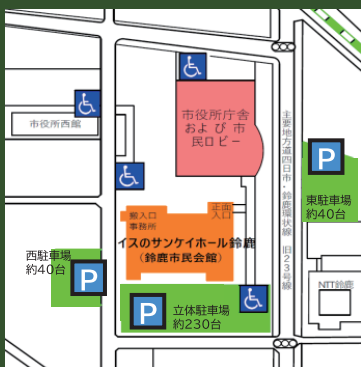 市役所庁舎
および市
民ロビー
市役所西館
主要地方道四日市・鈴鹿環状線 旧23号線
P
東駐車場
約40台
搬入口
事務所
正面
入口
イスのサンケイホール鈴鹿
(鈴鹿市民会館)
西駐車場
約40台
P
P
立体駐車場
約230台
NTT鈴鹿